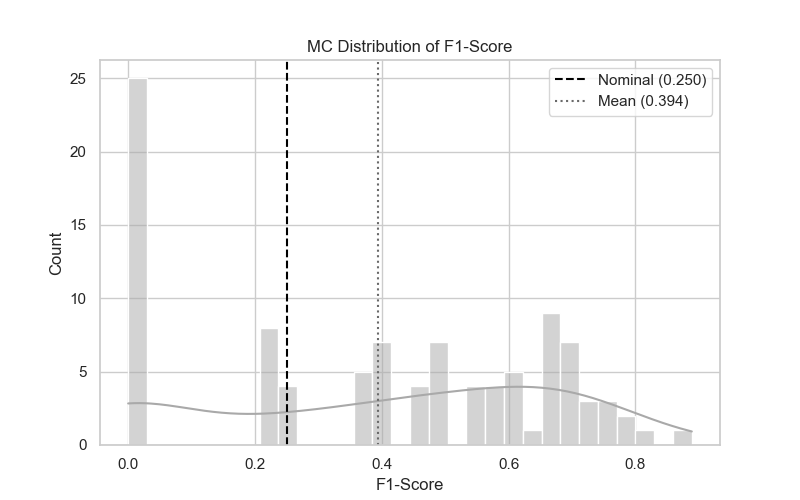 MC Distribution of F1-Score
Nominal (0.250)
Mean (0.394)
Count
25
20
15
10
5
0
0.0 0.2 0.4 0.6 0.8
F1-Score